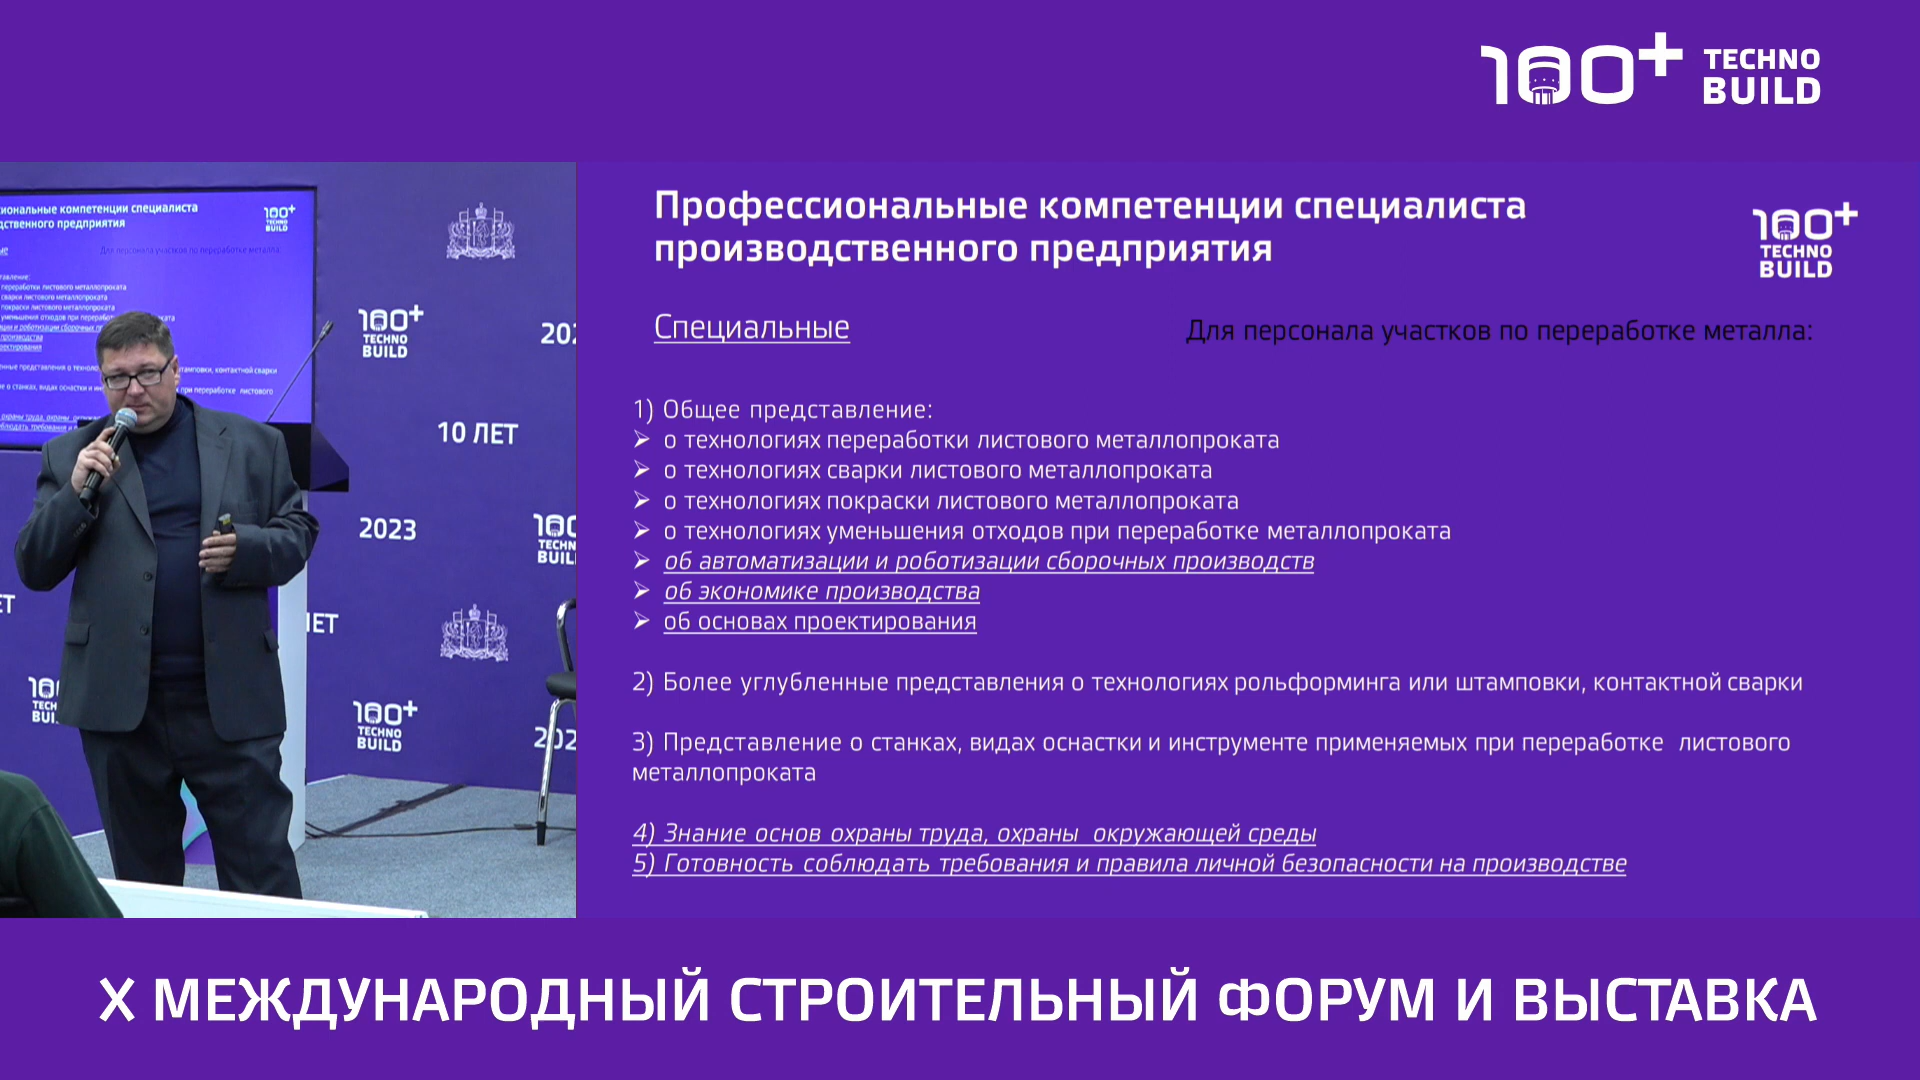 100+ TECHNO
BUILD
Профессиональные компетенции специалиста
производственного предприятия
100+
TECHNO
BUILD
Специальные
Для персонала участков по переработке металла:
1) Общее представление:
➢ о технологиях переработки листового металлопроката
➢ о технологиях сварки листового металлопроката
➢ о технологиях покраски листового металлопроката
➢ о технологиях уменьшения отходов при переработке металлопроката
➢ об автоматизации и роботизации сборочных производств
➢ об экономике производства
➢ об основах проектирования
2) Более углубленные представления о технологиях рольформинга или штамповки, контактной сварки
3) Представление о станках, видах оснастки и инструменте применяемых при переработке листового
металлопроката
4) Знание основ охраны труда, охраны окружающей среды
5) Готовность соблюдать требования и правила личной безопасности на производстве
100+
TECHNO
BUILD
10 ЛЕТ
2023
100+
TECHNO
BUILD
X МЕЖДУНАРОДНЫЙ СТРОИТЕЛЬНЫЙ ФОРУМ И ВЫСТАВКА